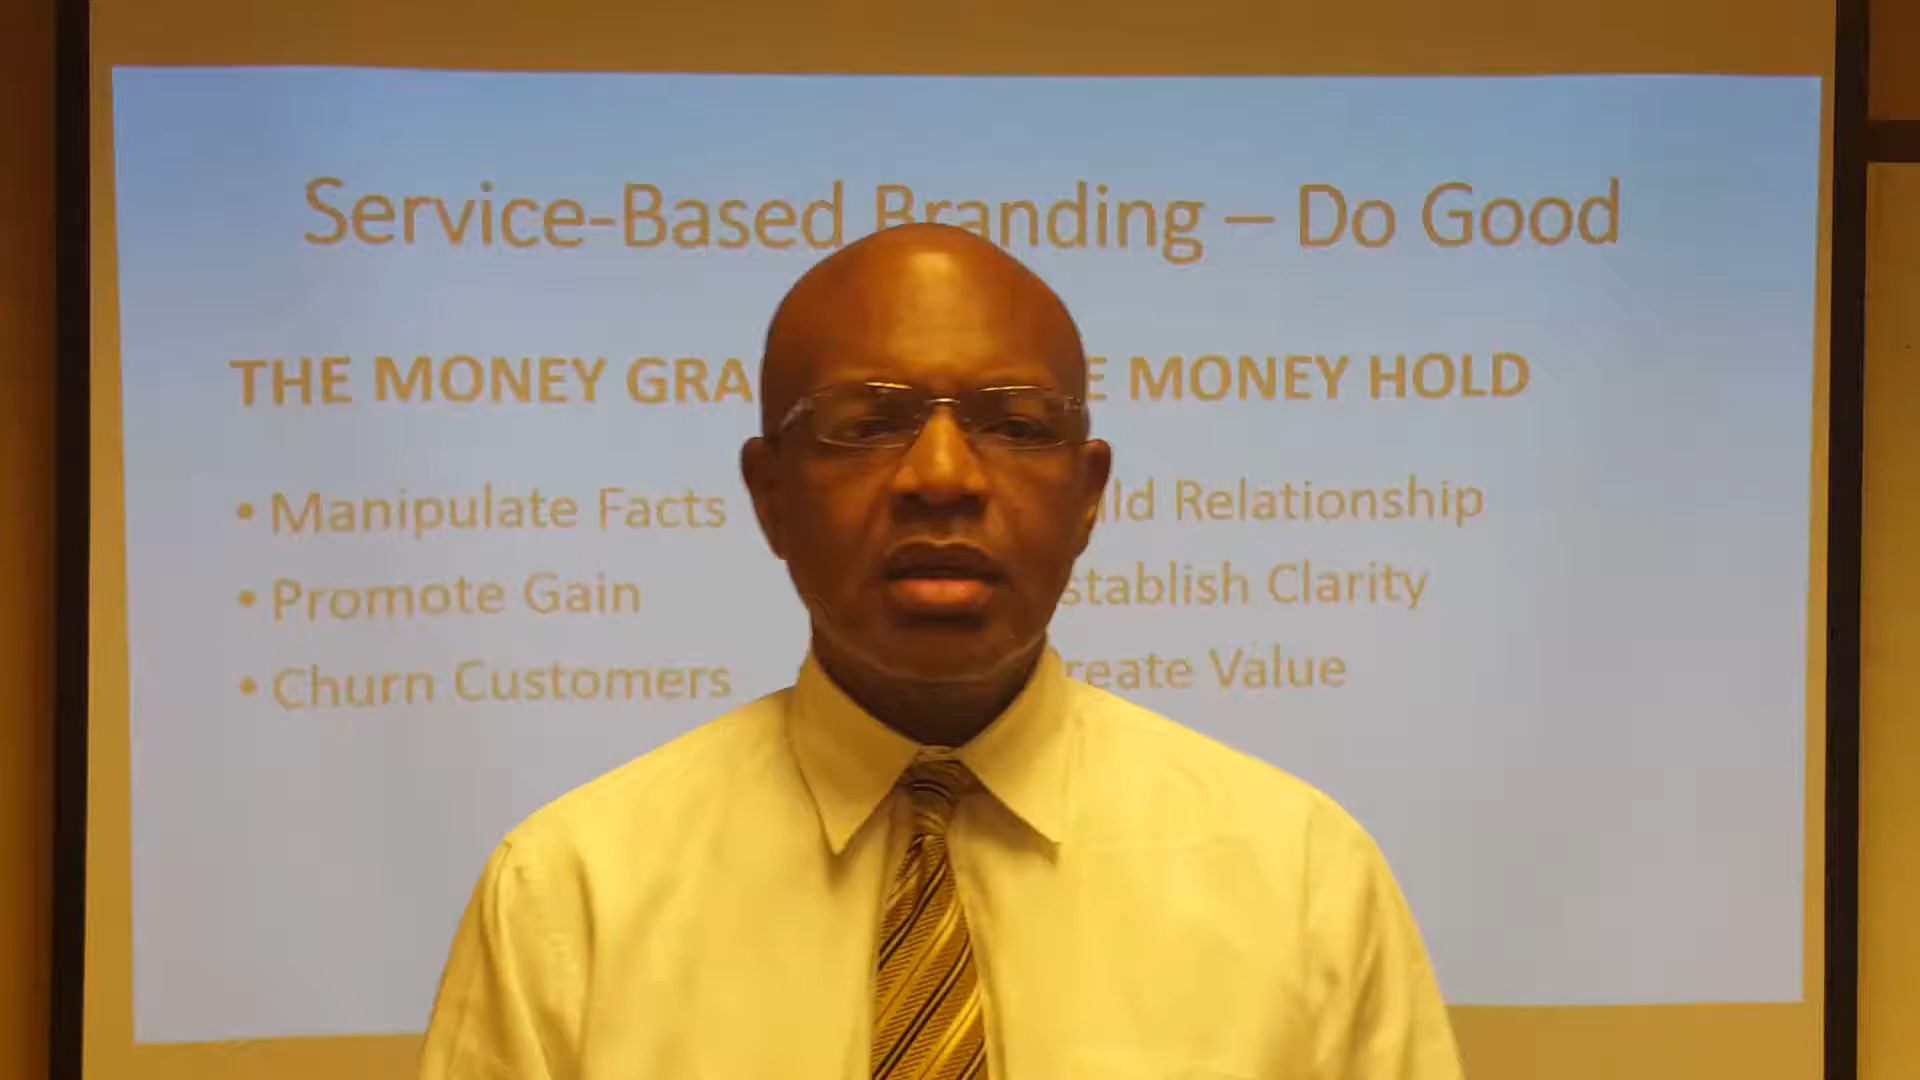 Service-Based Branding – Do Good
THE MONEY GRA
E MONEY HOLD
• Manipulate Facts
• Promote Gain
• Churn Customers
ld Relationship
stablish Clarity
reate Value